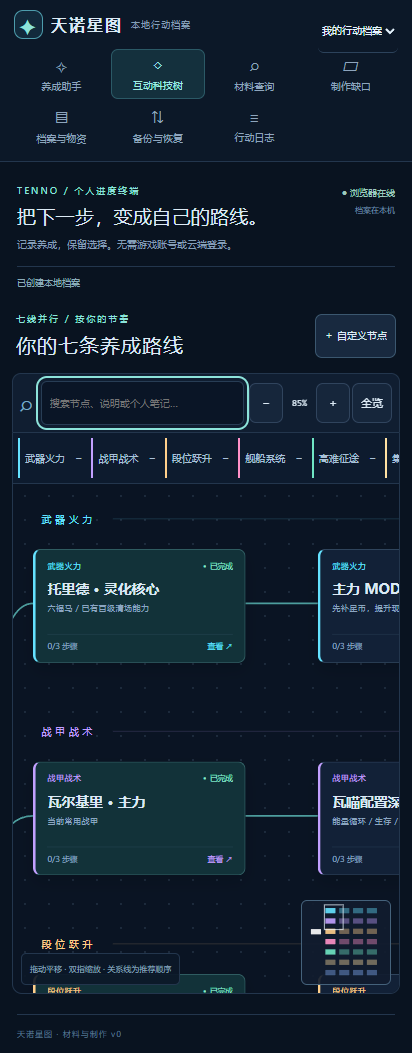 天诺星图 本地行动档案 我的行动档案
养成助手 互动科技树 材料查询 制作缺口
档案与物资 备份与恢复 行动日志
TENNO / 个人进度终端
浏览器在线
把下一步，变成自己的路线。
档案在本机
记录养成，保留选择。无需游戏账号或云端登录。
已创建本地档案
七线并行 / 按你的节奏
你的七条养成路线
+ 自定义节点
搜索节点、说明或个人笔记…
− 85% + 全览
武器火力 − 战甲战术 − 段位跃升 − 舰船系统 − 高难征途 −
武器火力
武器火力 • 已完成
托里德 • 灵化核心
六福马 / 已有百级清场能力
0/3 步骤 查看 ↗
武器火力
主力 MOD
先补星币，提升现
0/3 步骤
战甲战术
战甲战术 • 已完成
瓦尔基里 • 主力
当前常用战甲
0/3 步骤 查看 ↗
战甲战术
瓦喵配置深
能量循环 / 生存 /
0/3 步骤
段位跃升
拖动平移 · 双指缩放 · 关系线为推荐顺序
段位跃升 • 已完成
段位跃升
天诺星图 · 材料与制作 v0